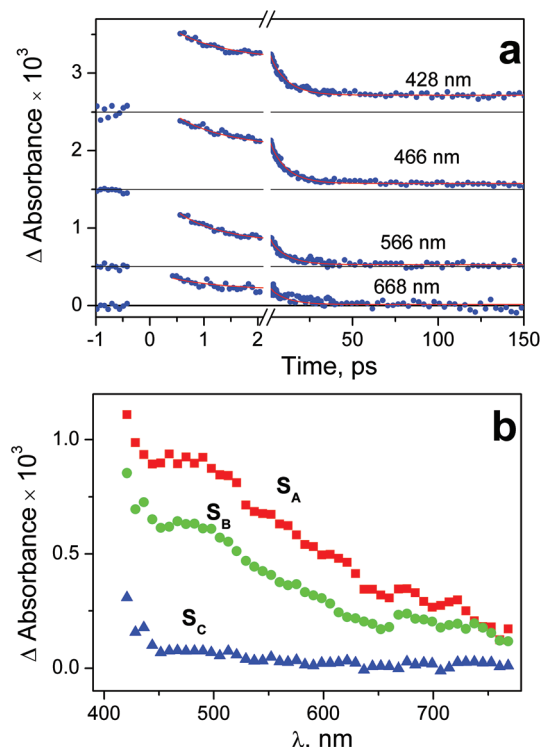 a
3
2
1
0
Δ Absorbance × 10³
428 nm
466 nm
566 nm
668 nm
-1 0 1 2 50 100 150
Time, ps
b
1.0
0.5
0.0
Δ Absorbance × 10³
S_A
S_B
S_C
400 500 600 700
λ, nm